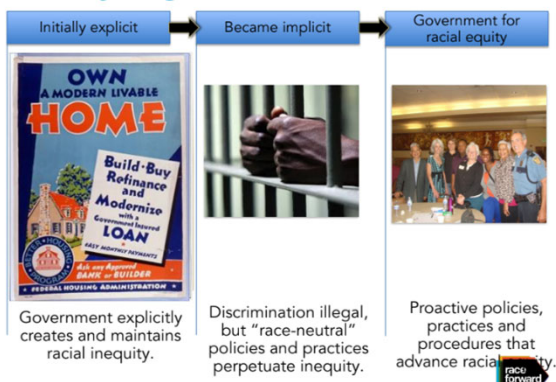 Initially explicit
Became implicit
Government for
racial equity
OWN
A MODERN LIVABLE
HOME
Build · Buy
Refinance
and
Modernize
with a
Government Insured
LOAN
EASY MONTHLY PAYMENTS
BETTER HOUSING
PROGRAM
Ask any Approved
BANK or BUILDER
FEDERAL HOUSING ADMINISTRATION
Government explicitly
creates and maintains
racial inequity.
Discrimination illegal,
but “race-neutral”
policies and practices
perpetuate inequity.
Proactive policies,
practices and
procedures that
advance
race
forward